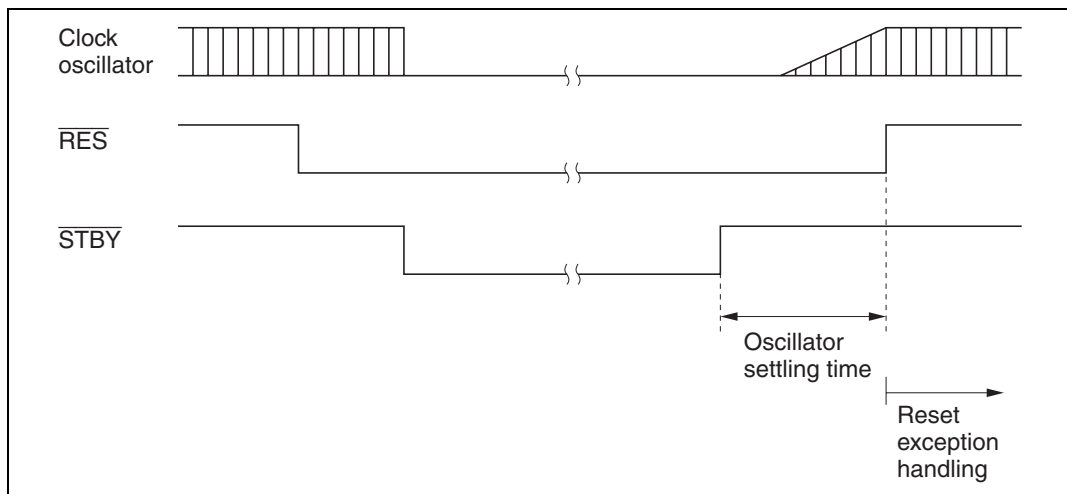 Clock
oscillator
RES
STBY
Oscillator
settling time
Reset
exception
handling